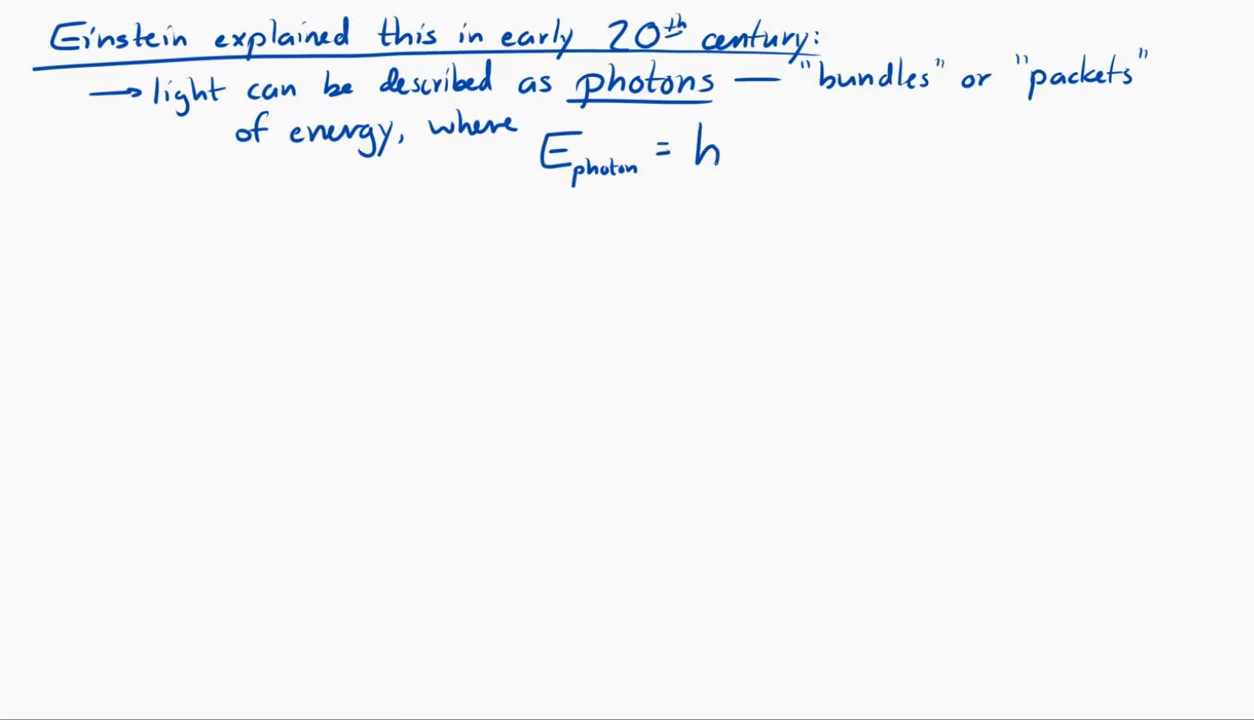 Einstein explained this in early 20th century:
→ light can be described as photons — "bundles" or "packets"
of energy, where E photon = h